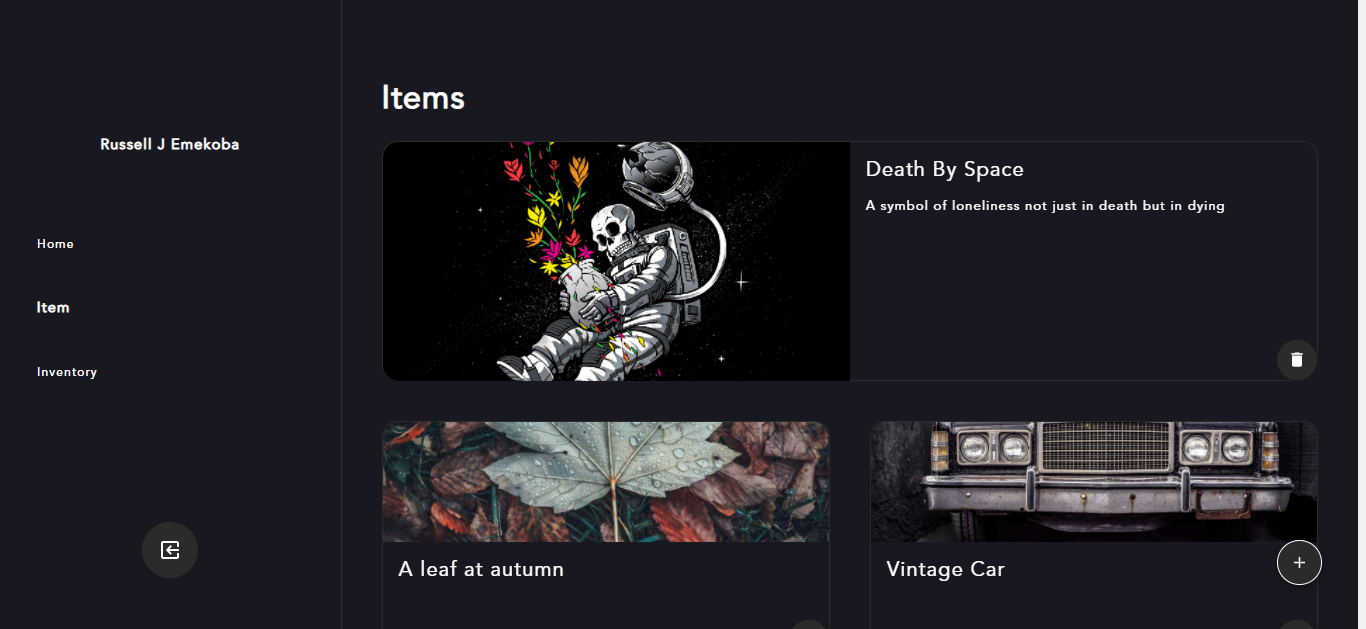 Russell J Emekoba
Home
Item
Inventory
Items
Death By Space
A symbol of loneliness not just in death but in dying
A leaf at autumn
Vintage Car